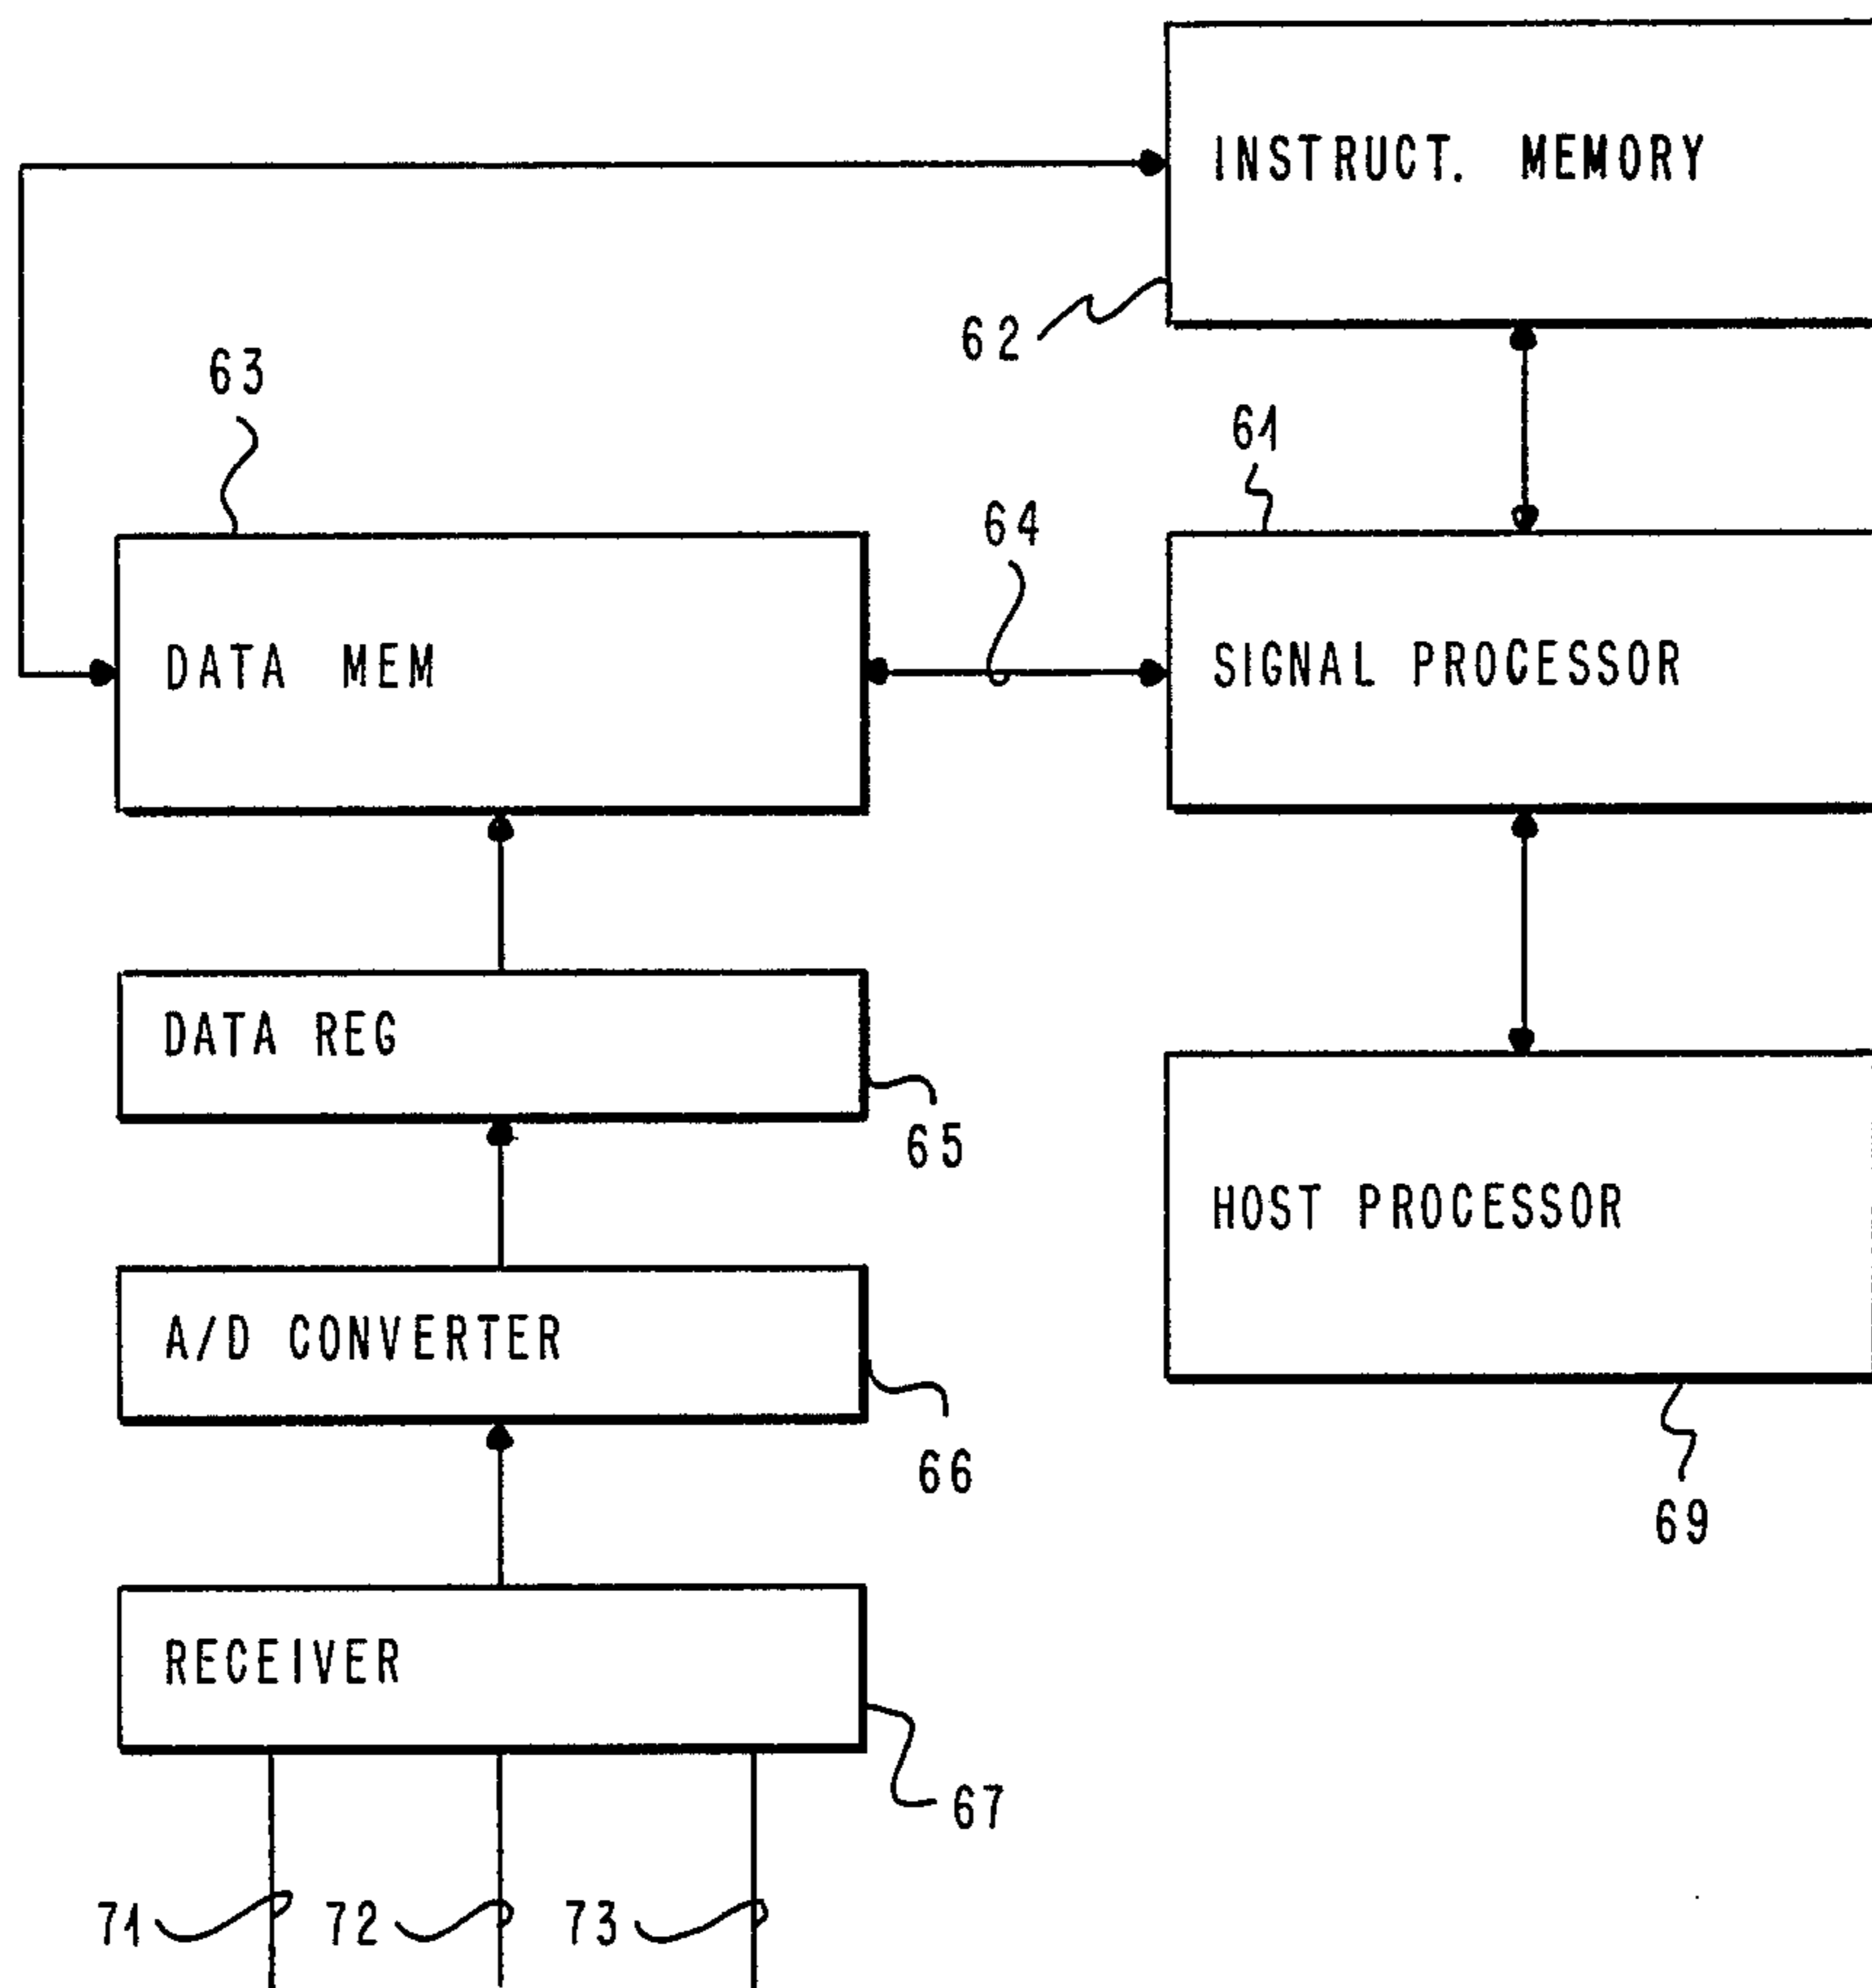 INSTRUCT. MEMORY
62
63
61
64
DATA MEM
SIGNAL PROCESSOR
DATA REG
65
HOST PROCESSOR
A/D CONVERTER
66
69
RECEIVER
67
71
72
73